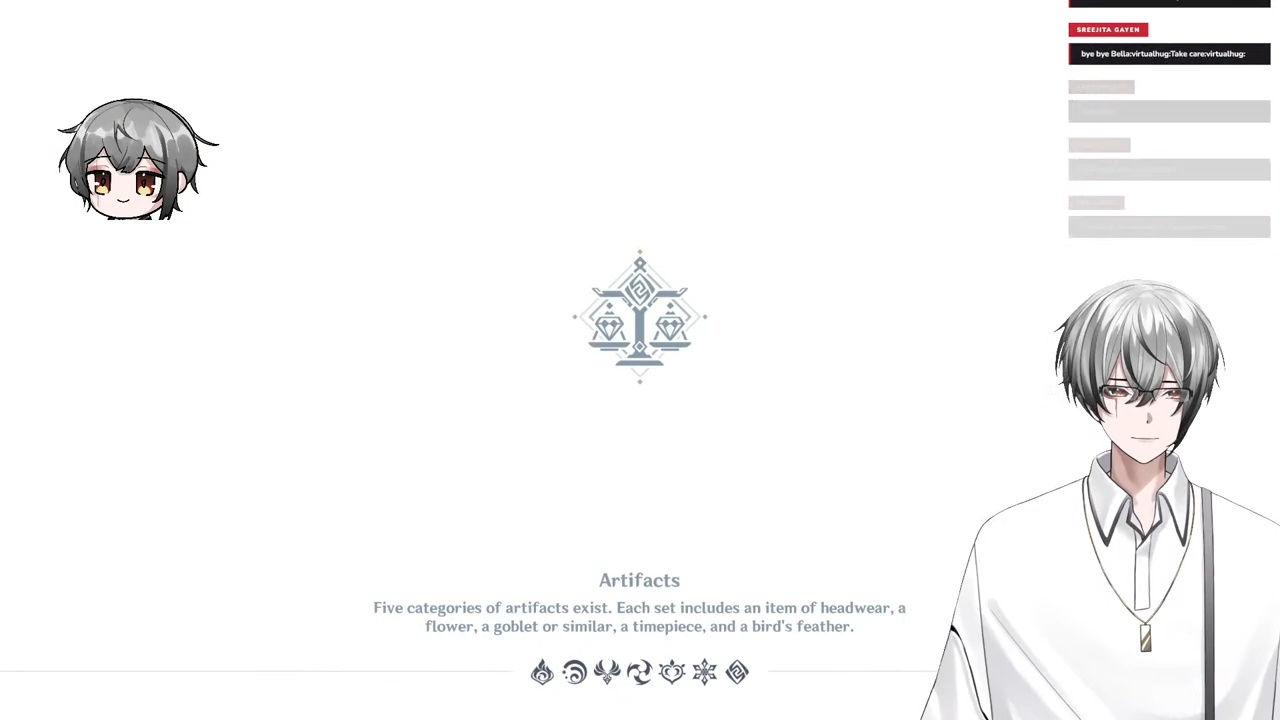 SREEJITA GAYEN
bye bye Bella:virtualhug:Take care:virtualhug:
Artifacts
Five categories of artifacts exist. Each set includes an item of headwear, a
flower, a goblet or similar, a timepiece, and a bird's feather.